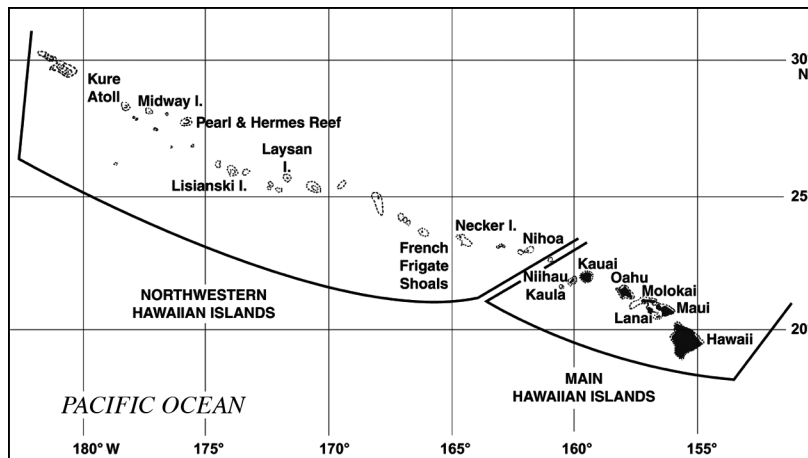 30
N
Kure
Atoll
Midway I.
Pearl & Hermes Reef
Laysan
I.
Lisianski I.
25
Necker I.
Nihoa
French
Frigate
Shoals
Kauai
Niihau
Oahu
Kaula
Molokai
Maui
Lanai
NORTHWESTERN
HAWAIIAN ISLANDS
20
Hawaii
MAIN
HAWAIIAN ISLANDS
PACIFIC OCEAN
180° W
175°
170°
165°
160°
155°